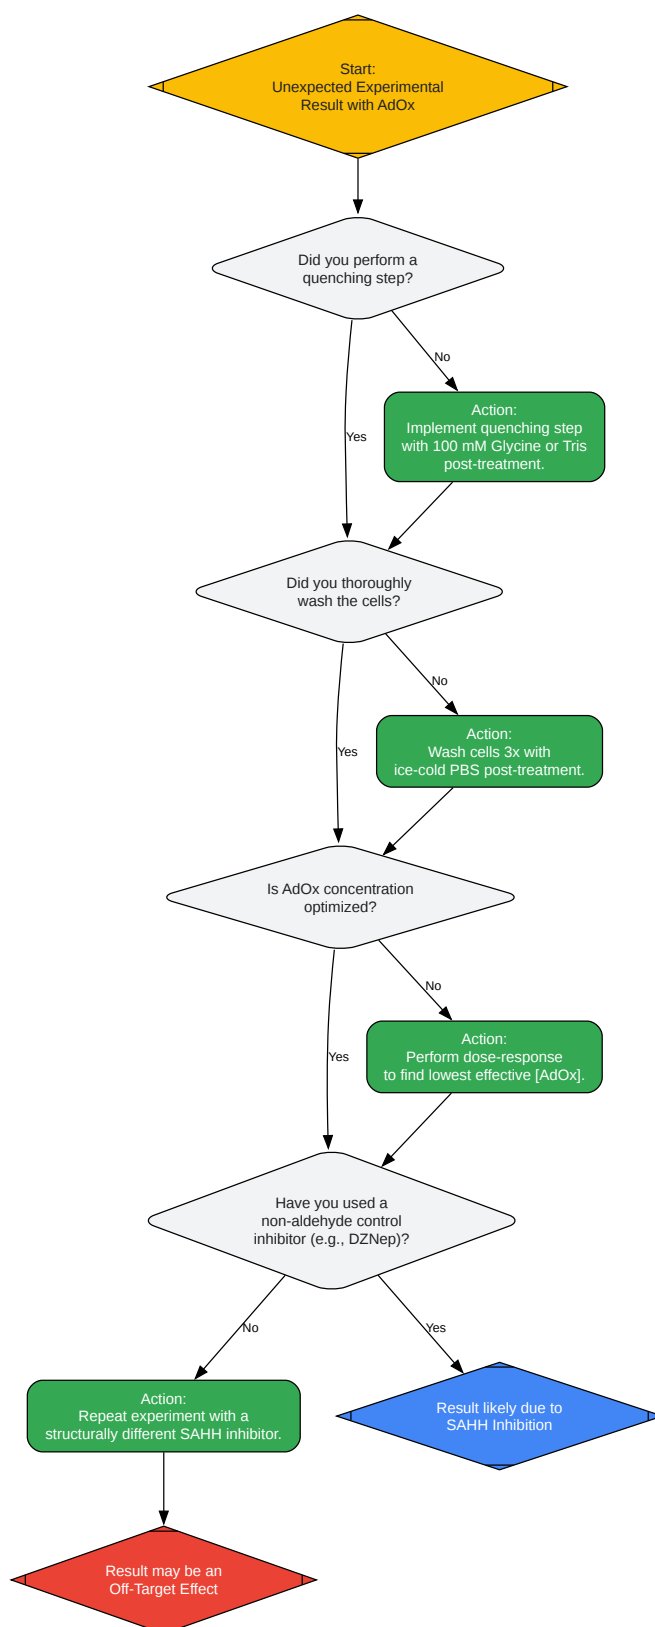 Start:
Unexpected Experimental
Result with AdOx
Did you perform a
quenching step?
No
Action:
Implement quenching step
with 100 mM Glycine or Tris
post-treatment.
Yes
Did you thoroughly
wash the cells?
No
Action:
Wash cells 3x with
ice-cold PBS post-treatment.
Yes
Is AdOx concentration
optimized?
No
Action:
Perform dose-response
to find lowest effective [AdOx].
Yes
Have you used a
non-aldehyde control
inhibitor (e.g., DZNep)?
No
Yes
Action:
Repeat experiment with a
structurally different SAHH inhibitor.
Result likely due to
SAHH Inhibition
Result may be an
Off-Target Effect